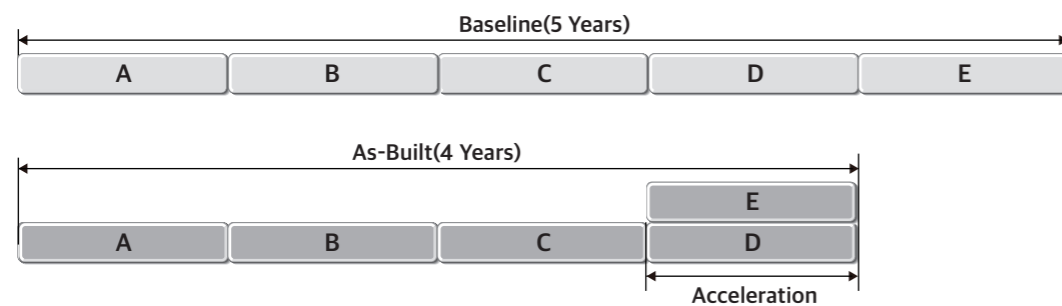 Baseline(5 Years)
A B C D E
As-Built(4 Years)
E
A B C D
Acceleration